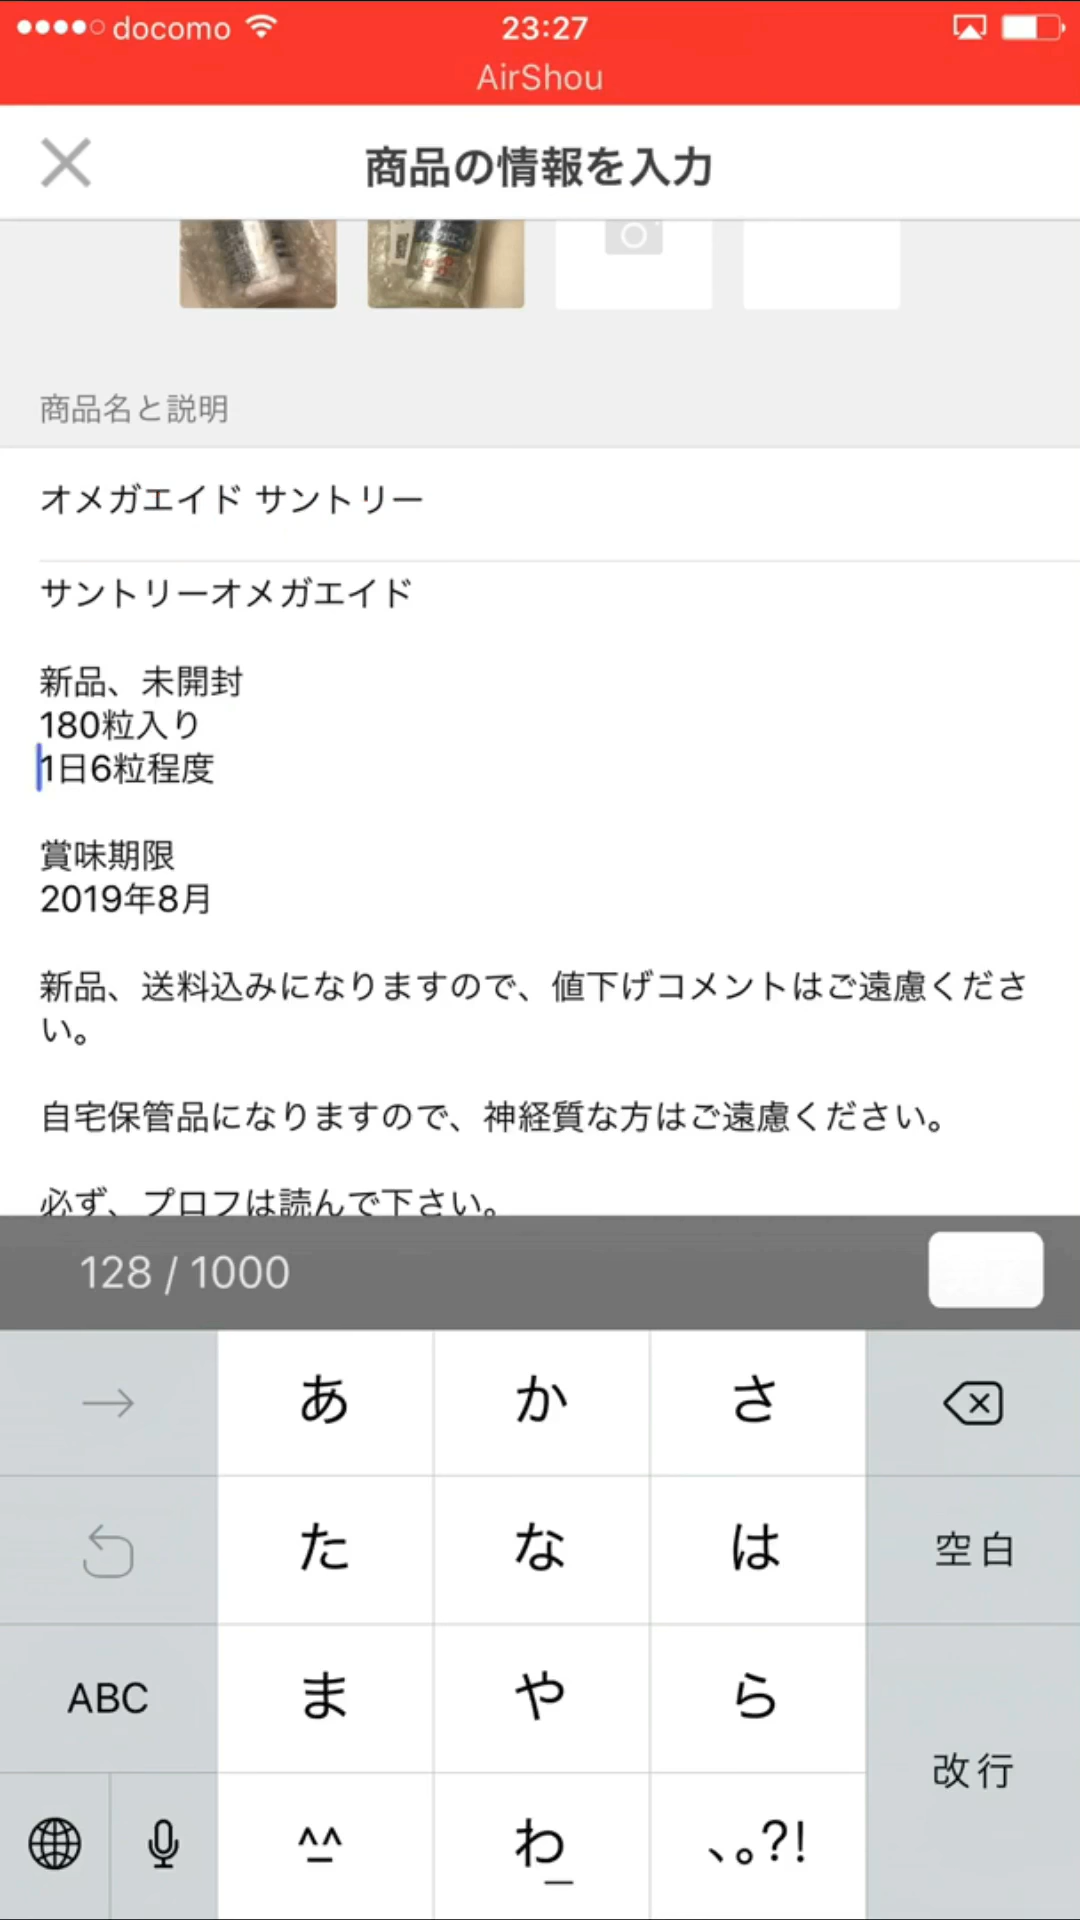 docomo 23:27
AirShou
商品の情報を入力
商品名と説明
オメガエイド サントリー
サントリーオメガエイド
新品、未開封
180粒入り
1日6粒程度
賞味期限
2019年8月
新品、送料込みになりますので、値下げコメントはご遠慮くださ
い。
自宅保管品になりますので、神経質な方はご遠慮ください。
必ず、プロフは読んで下さい。
128 / 1000
→ あ か さ
た な は 空白
ABC ま や ら
改行
^^ わ 、。?!